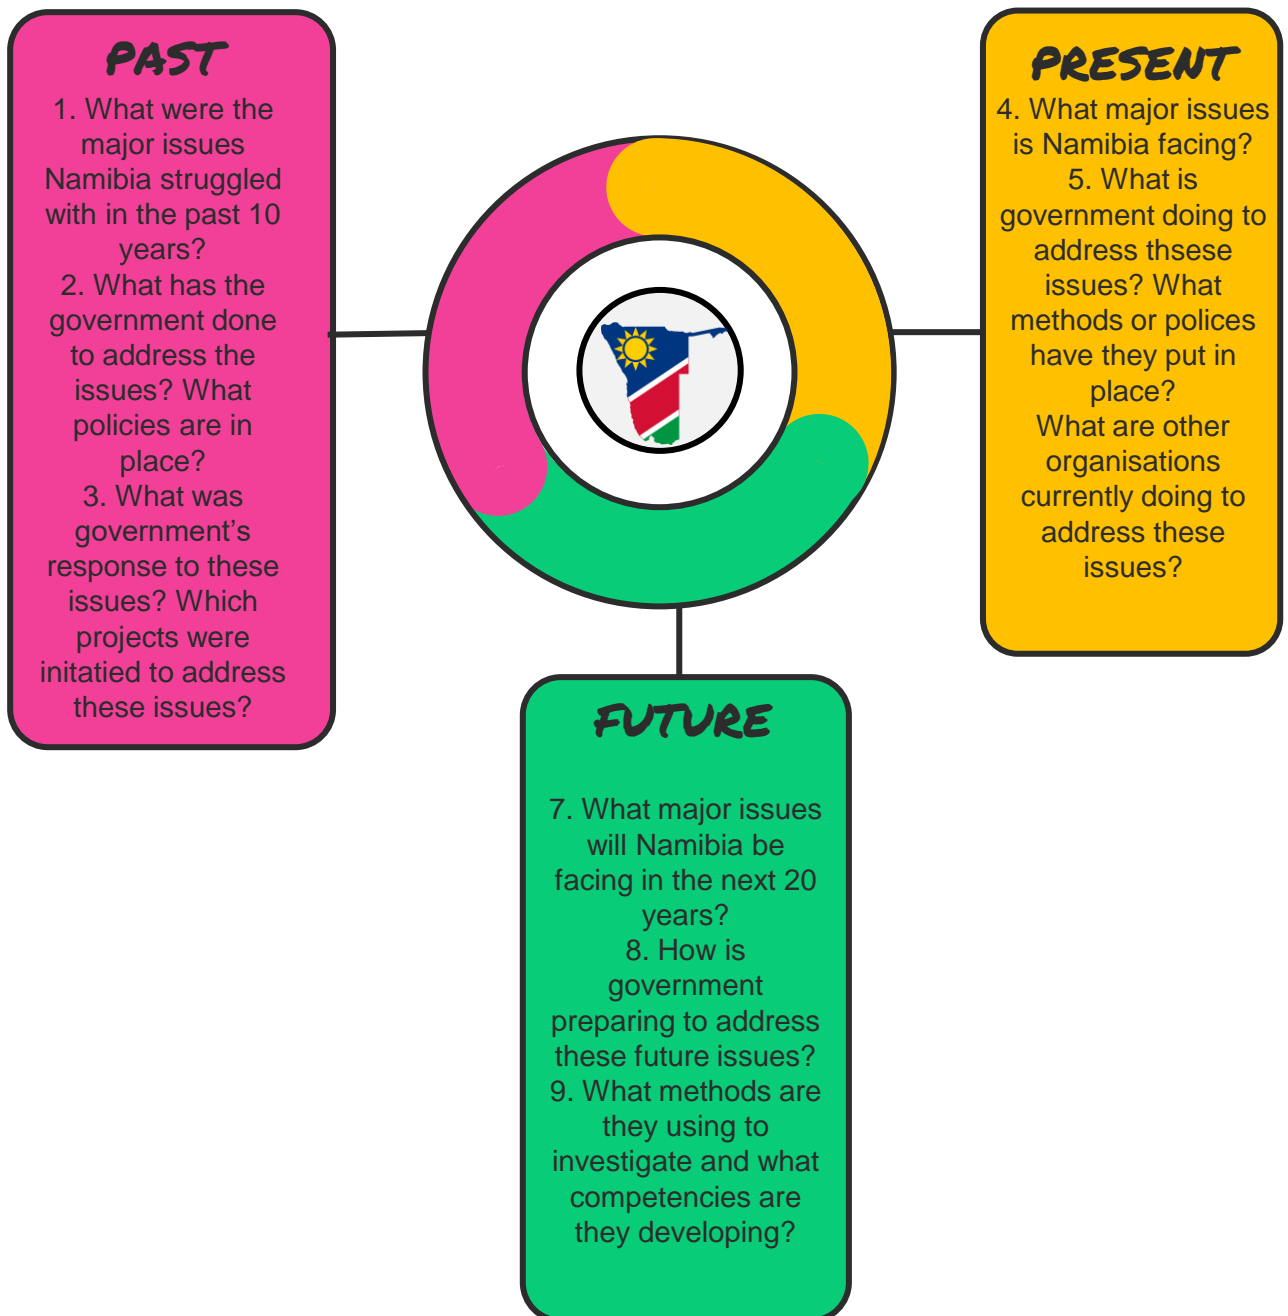 PAST
1. What were the
major issues
Namibia struggled
with in the past 10
years?
2. What has the
government done
to address the
issues? What
policies are in
place?
3. What was
government’s
response to these
issues? Which
projects were
initatied to address
these issues?
PRESENT
4. What major issues
is Namibia facing?
5. What is
government doing to
address thsese
issues? What
methods or polices
have they put in
place?
What are other
organisations
currently doing to
address these
issues?
FUTURE
7. What major issues
will Namibia be
facing in the next 20
years?
8. How is
government
preparing to address
these future issues?
9. What methods are
they using to
investigate and what
competencies are
they developing?